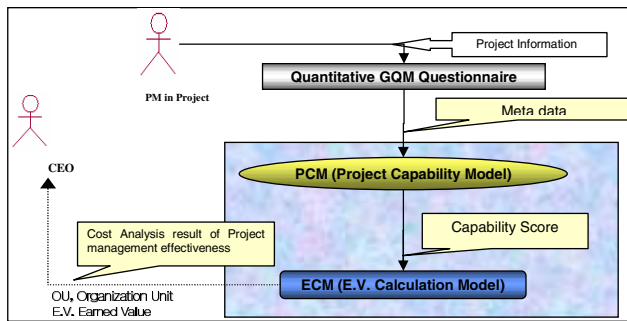 Project Information
Quantitative GQM Questionnaire
PM in Project
Meta data
CEO
PCM (Project Capability Model)
Cost Analysis result of Project
management effectiveness
Capability Score
ECM (E.V. Calculation Model)
OU, Organization Unit
E.V. Earned Value